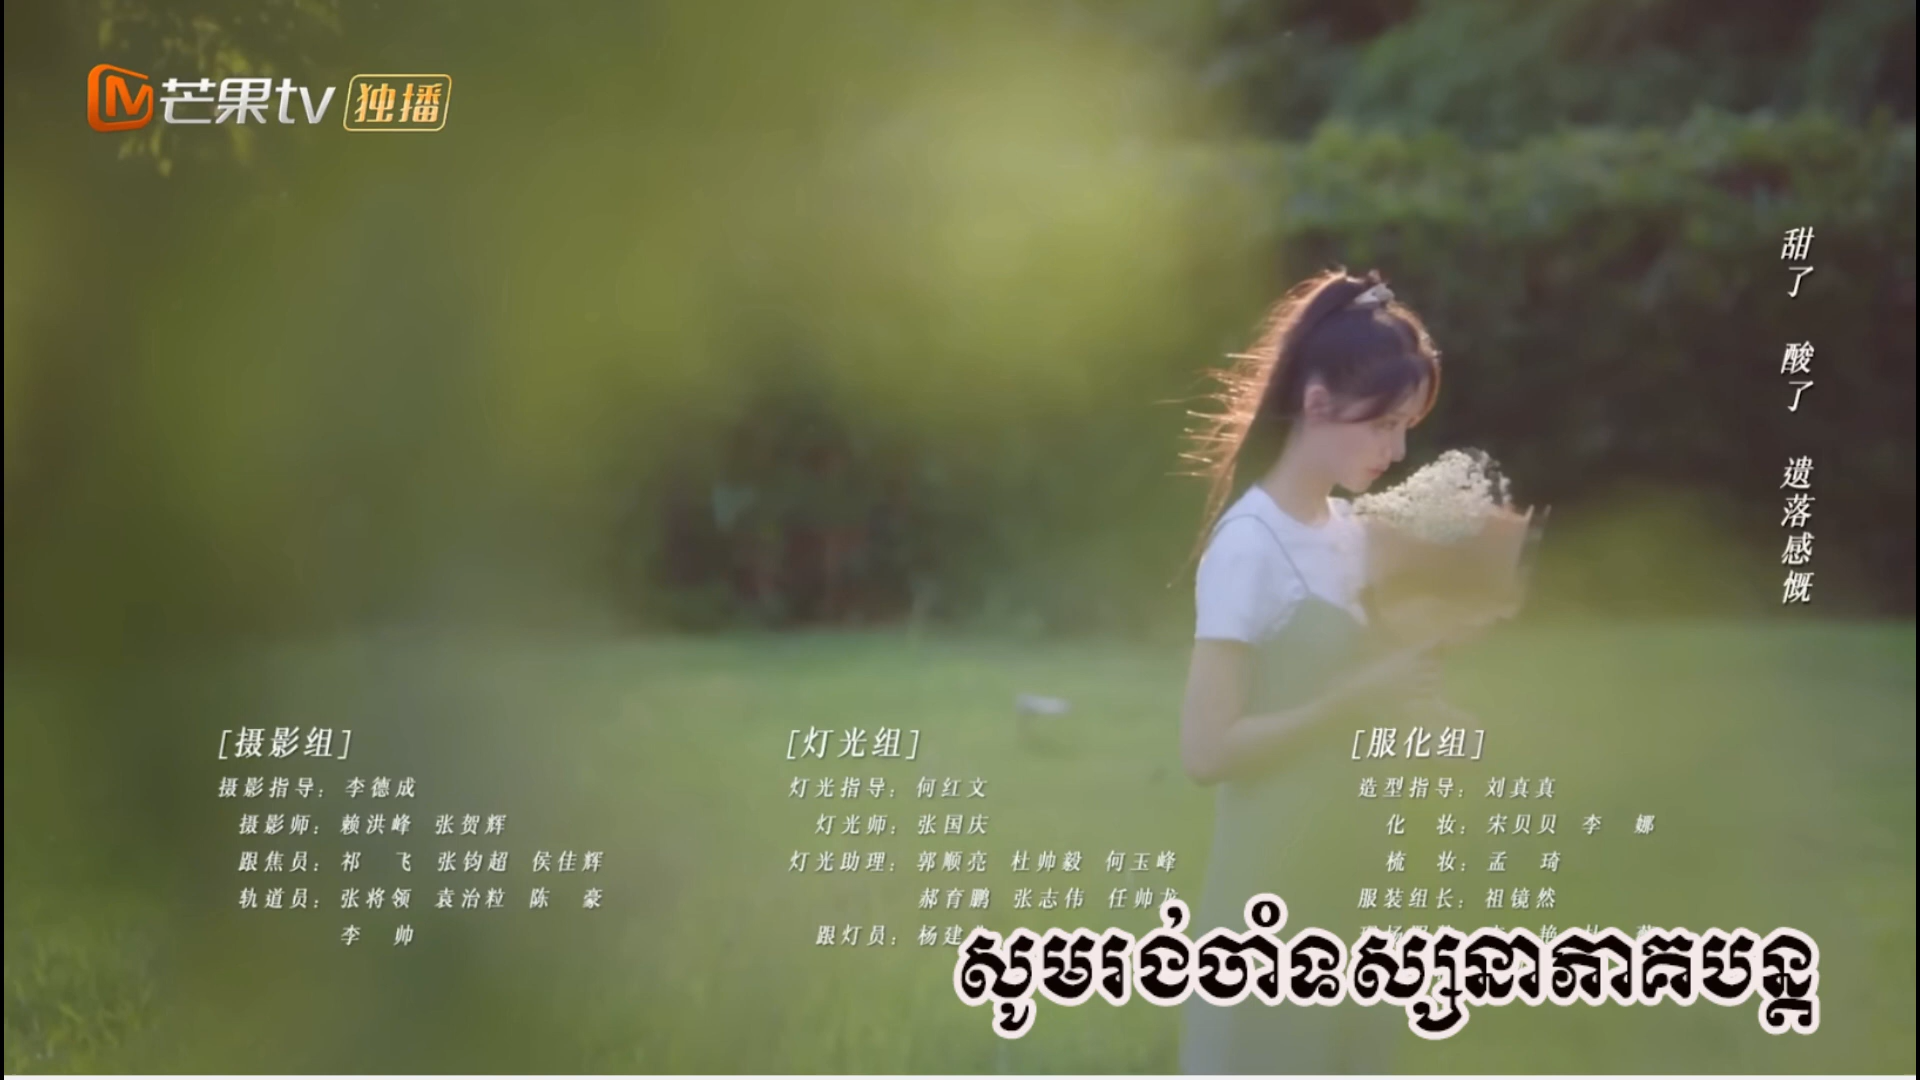 芒果tv 独播
甜了 酸了 遗落感慨
[摄影组]
摄影指导：李德成
摄影师：赖洪峰 张贺辉
跟焦员：祁 飞 张钧超 侯佳辉
轨道员：张将领 袁治粒 陈 豪
李 帅
[灯光组]
灯光指导：何红文
灯光师：张国庆
灯光助理：郭顺亮 杜帅毅 何玉峰
郝育鹏 张志伟 任帅龙
跟灯员：杨建
[服化组]
造型指导：刘真真
化 妆：宋贝贝 李 娜
梳 妆：孟 琦
服装组长：祖镜然
សូមរង់ចាំទស្សនាភាគបន្ត